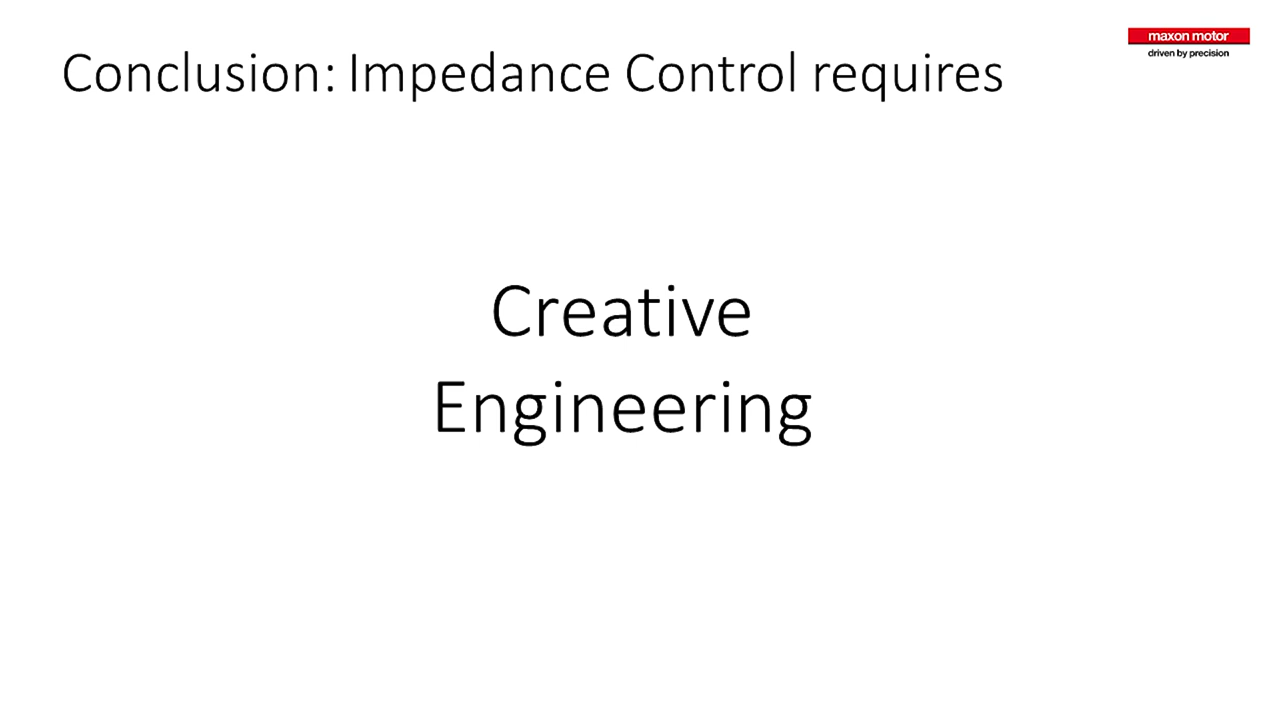 Conclusion: Impedance Control requires
maxon motor
driven by precision
Creative
Engineering